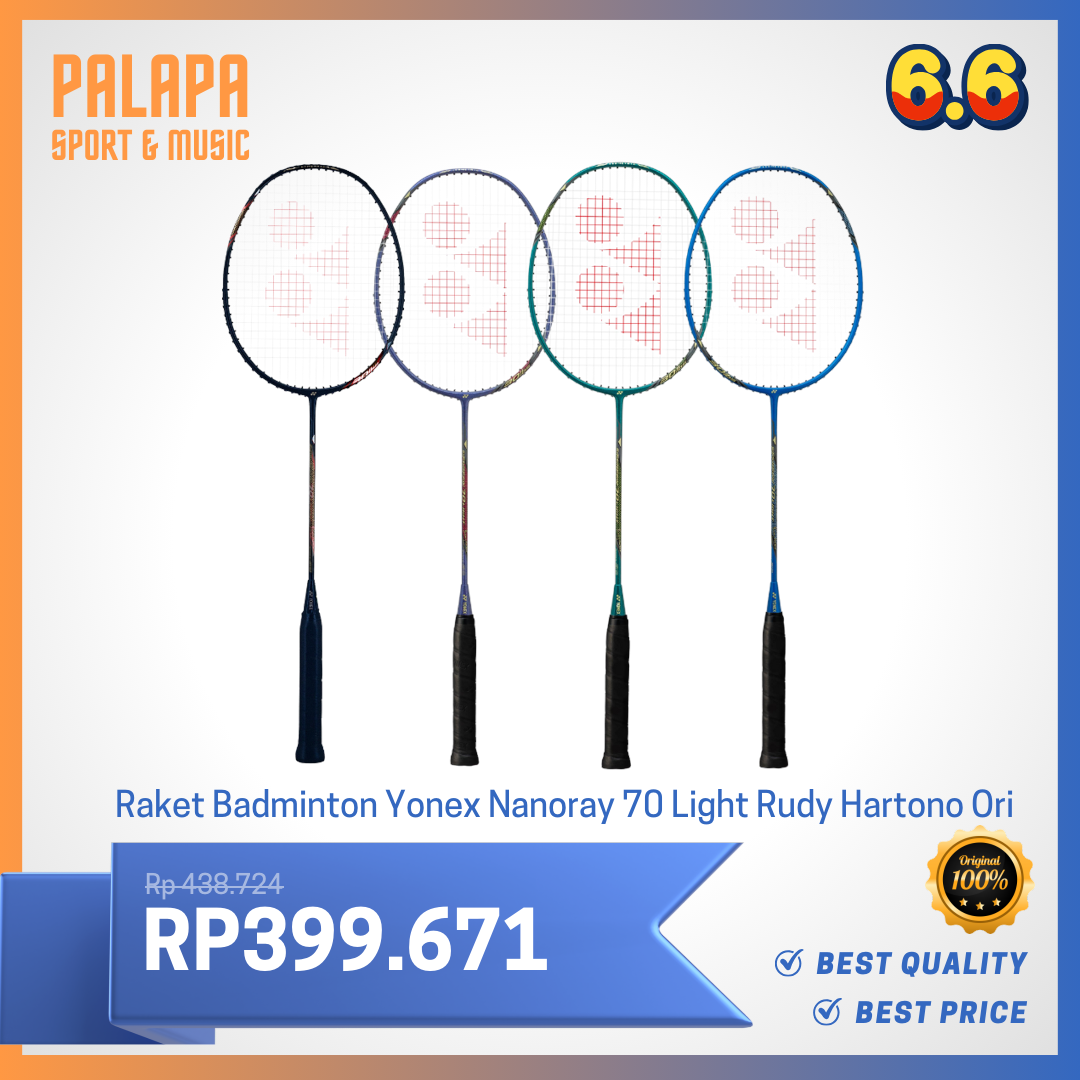 PALAPA
SPORT & MUSIC
6.6
Raket Badminton Yonex Nanoray 70 Light Rudy Hartono Ori
Rp 438.724
RP399.671
Original
100%
BEST QUALITY
BEST PRICE